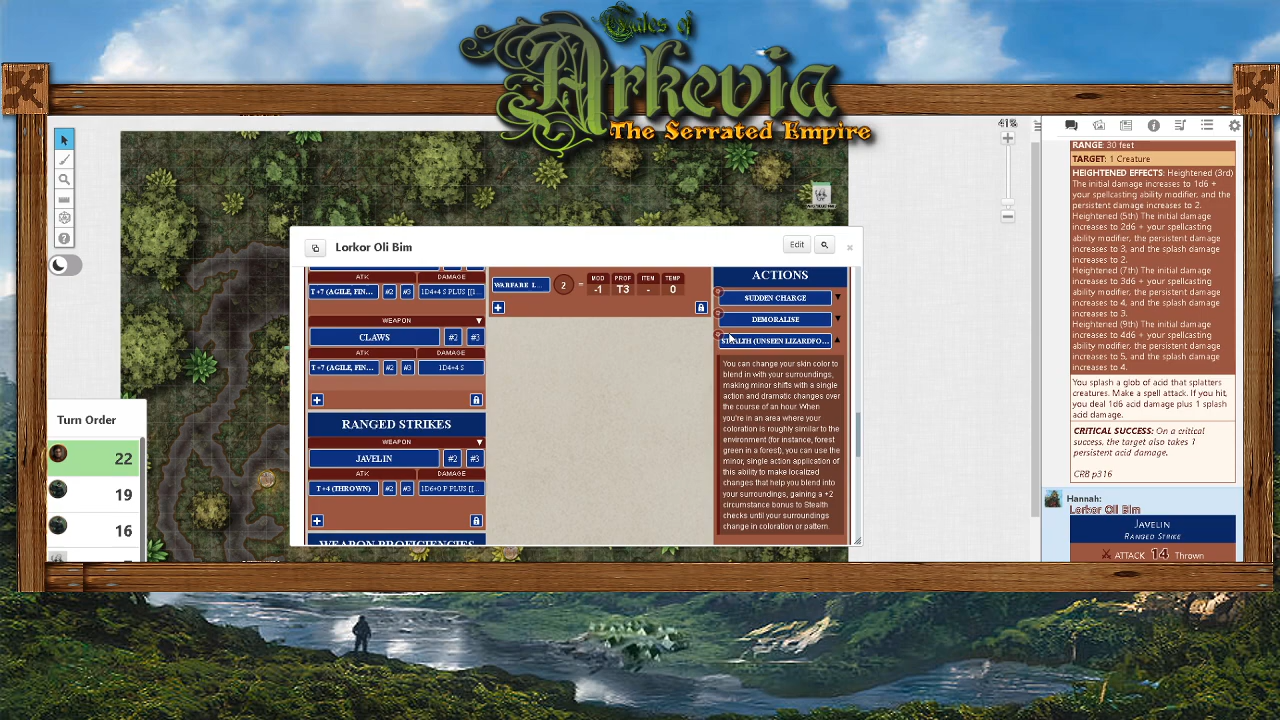 Tales of
Arkevia
The Serrated Empire
Lorkor Oli Bim
Edit
ATK
DAMAGE
T +7 (AGILE, FIN...
#2
#3
1D4+4 S PLUS [[1...
WEAPON
CLAWS
#2
#3
ATK
DAMAGE
T +7 (AGILE, FIN...
#2
#3
1D4+4 S
RANGED STRIKES
WEAPON
JAVELIN
#2
#3
ATK
DAMAGE
T +4 (THROWN)
#2
#3
1D6+0 P PLUS [[...
WEAPON PROFICIENCIES
WARFARE L...
2
=
MOD
PROF
ITEM
TEMP
-1
T3
-
0
ACTIONS
SUDDEN CHARGE
DEMORALISE
STEALTH (UNSEEN LIZARDFO...
You can change your skin color to
blend in with your surroundings,
making minor shifts with a single
action and dramatic changes over
the course of an hour. When
you're in an area where your
coloration is roughly similar to the
environment (for instance, forest
green in a forest), you can use the
minor, single action application of
this ability to make localized
changes that help you blend into
your surroundings, gaining a +2
circumstance bonus to Stealth
checks until your surroundings
change in coloration or pattern.
Turn Order
22
19
16
RANGE: 30 feet
TARGET: 1 Creature
HEIGHTENED EFFECTS: Heightened (3rd)
The initial damage increases to 1d6 +
your spellcasting ability modifier, and the
persistent damage increases to 2.
Heightened (5th) The initial damage
increases to 2d6 + your spellcasting
ability modifier, the persistent damage
increases to 3, and the splash damage
increases to 2.
Heightened (7th) The initial damage
increases to 3d6 + your spellcasting
ability modifier, the persistent damage
increases to 4, and the splash damage
increases to 3.
Heightened (9th) The initial damage
increases to 4d6 + your spellcasting
ability modifier, the persistent damage
increases to 5, and the splash damage
increases to 4.
You splash a glob of acid that splatters
creatures. Make a spell attack. If you hit,
you deal 1d6 acid damage plus 1 splash
acid damage.
CRITICAL SUCCESS: On a critical
success, the target also takes 1
persistent acid damage.
CRB p316
Hannah:
Lorkor Oli Bim
JAVELIN
RANGED STRIKE
ATTACK 14 Thrown